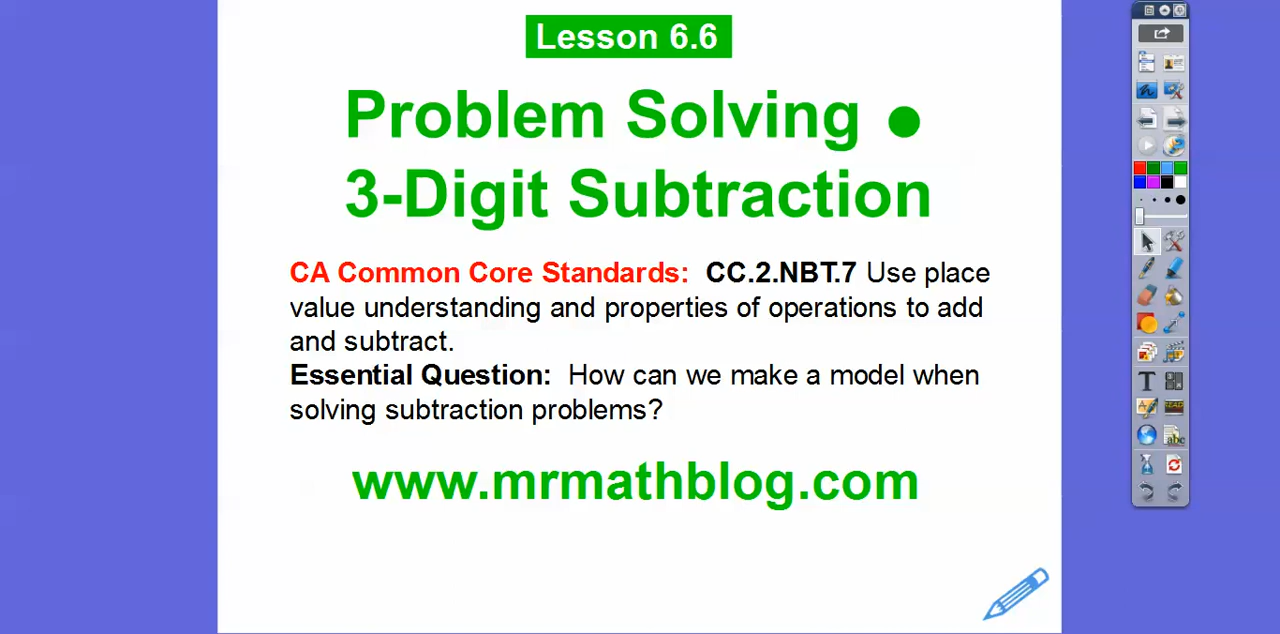 Lesson 6.6
Problem Solving ●
3-Digit Subtraction
CA Common Core Standards: CC.2.NBT.7 Use place
value understanding and properties of operations to add
and subtract.
Essential Question: How can we make a model when
solving subtraction problems?
www.mrmathblog.com
T
abc